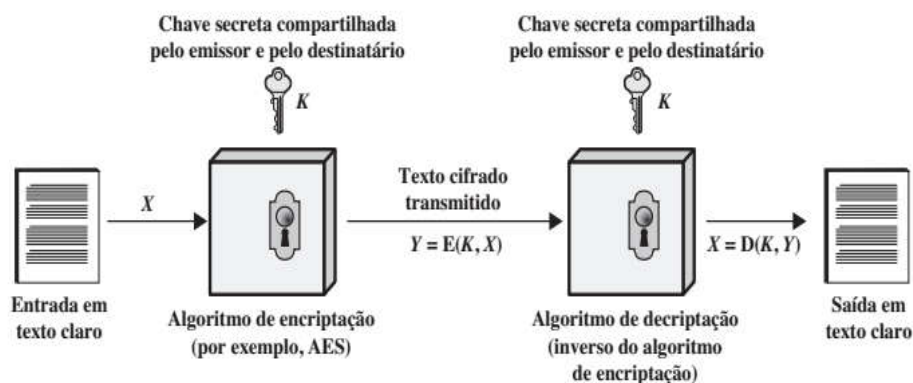 Chave secreta compartilhada
pelo emissor e pelo destinatário
K
Chave secreta compartilhada
pelo emissor e pelo destinatário
K
X
Texto cifrado
transmitido
Y = E(K, X)
X = D(K, Y)
Entrada em
texto claro
Algoritmo de encriptação
(por exemplo, AES)
Algoritmo de decriptação
(inverso do algoritmo
de encriptação)
Saída em
texto claro